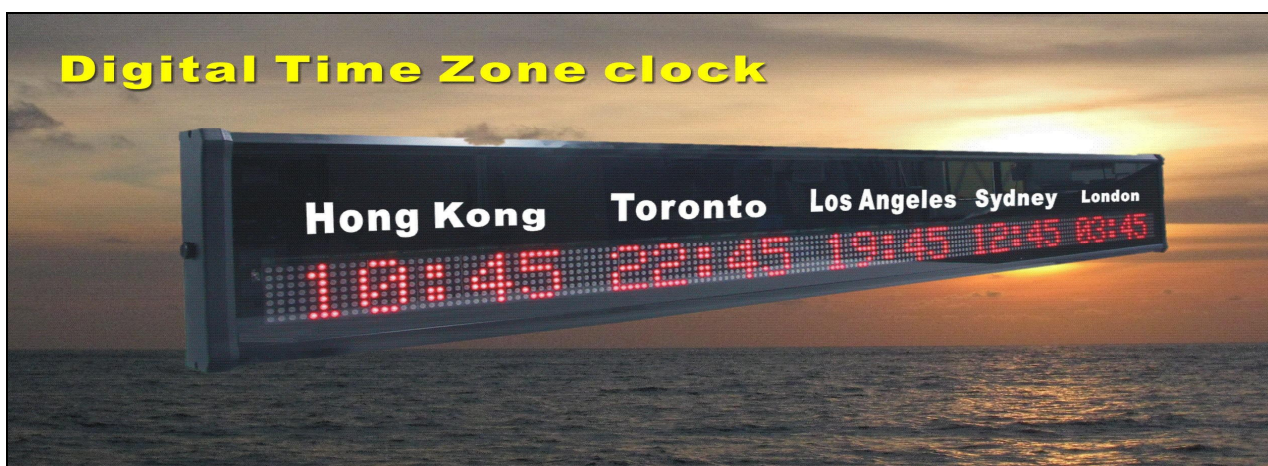 Digital Time Zone clock
Hong Kong Toronto Los Angeles Sydney London
10:45 22:45 19:45 12:45 03:45